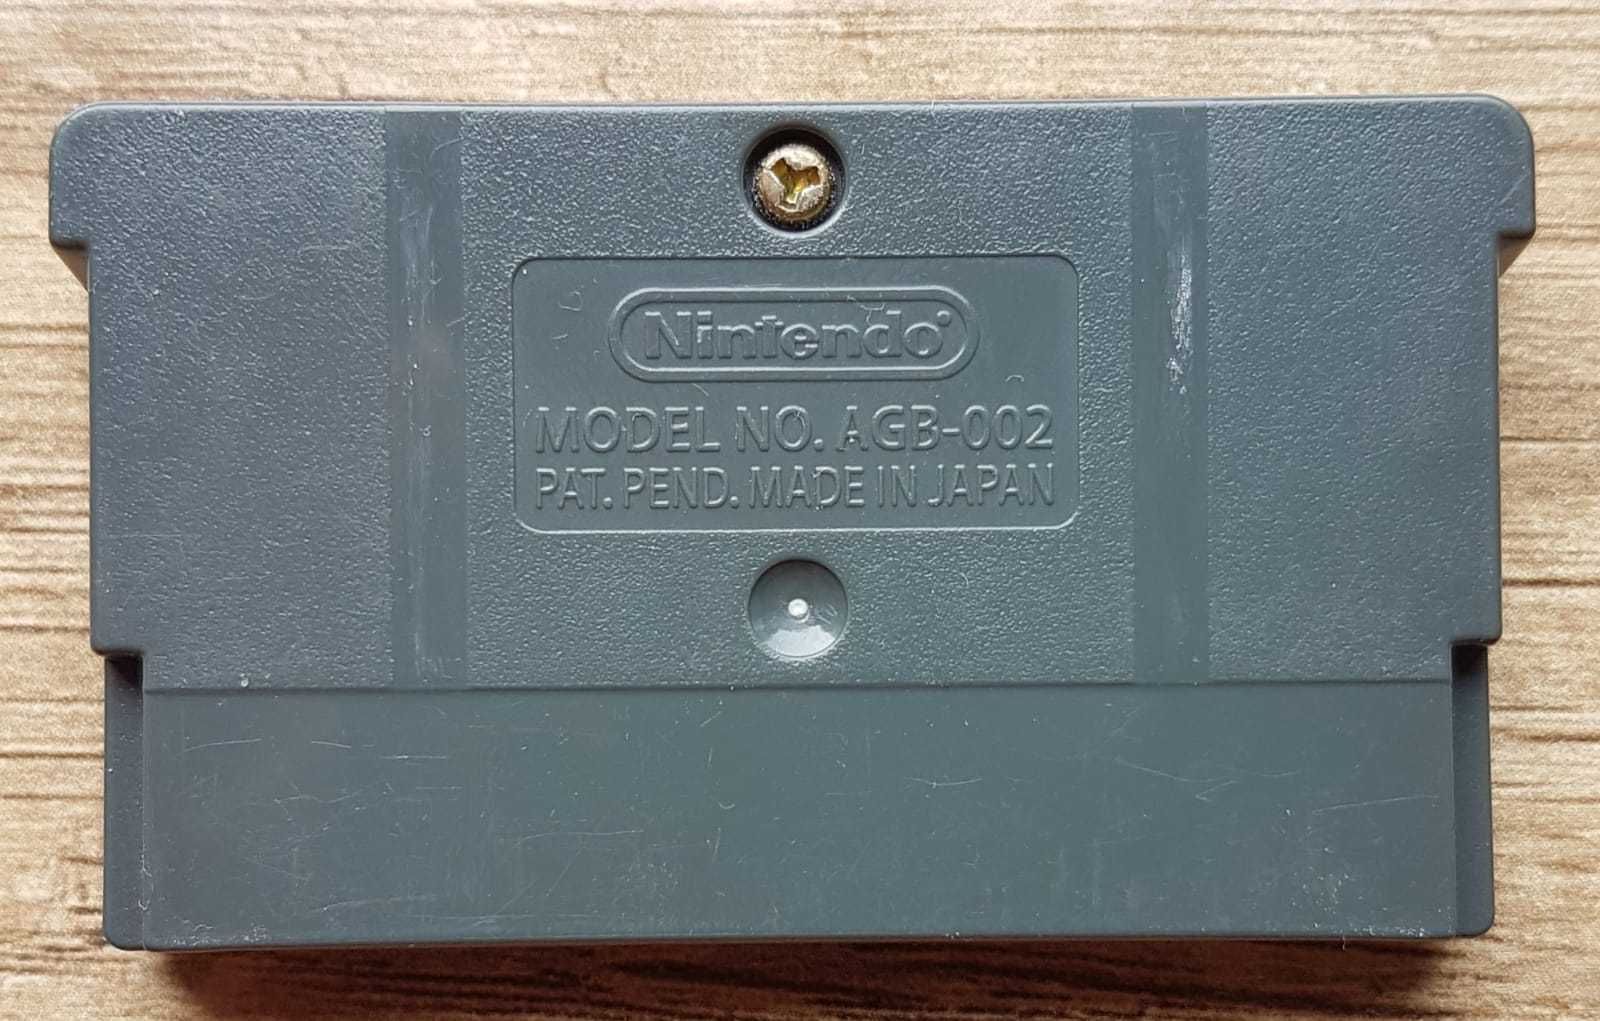 Nintendo
MODEL NO. AGB-002
PAT. PEND. MADE IN JAPAN